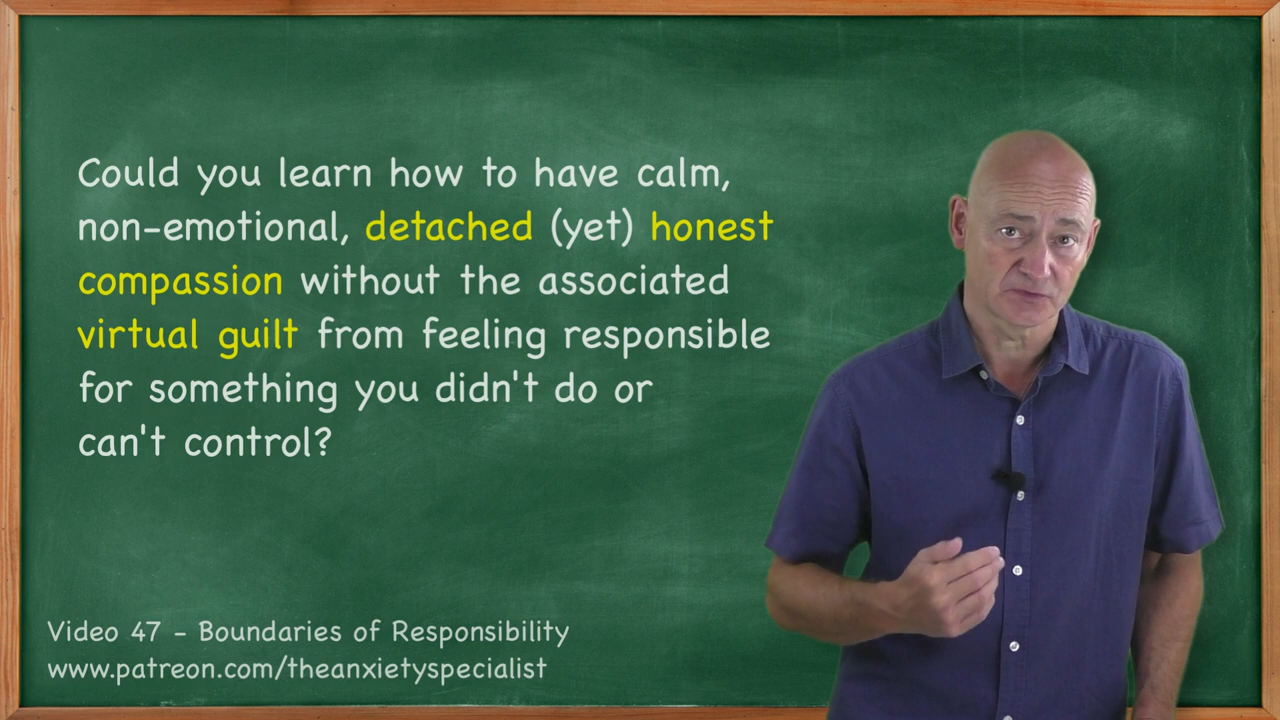 Could you learn how to have calm,
non-emotional, detached (yet) honest
compassion without the associated
virtual guilt from feeling responsible
for something you didn't do or
can't control?
Video 47 - Boundaries of Responsibility
www.patreon.com/theanxietyspecialist